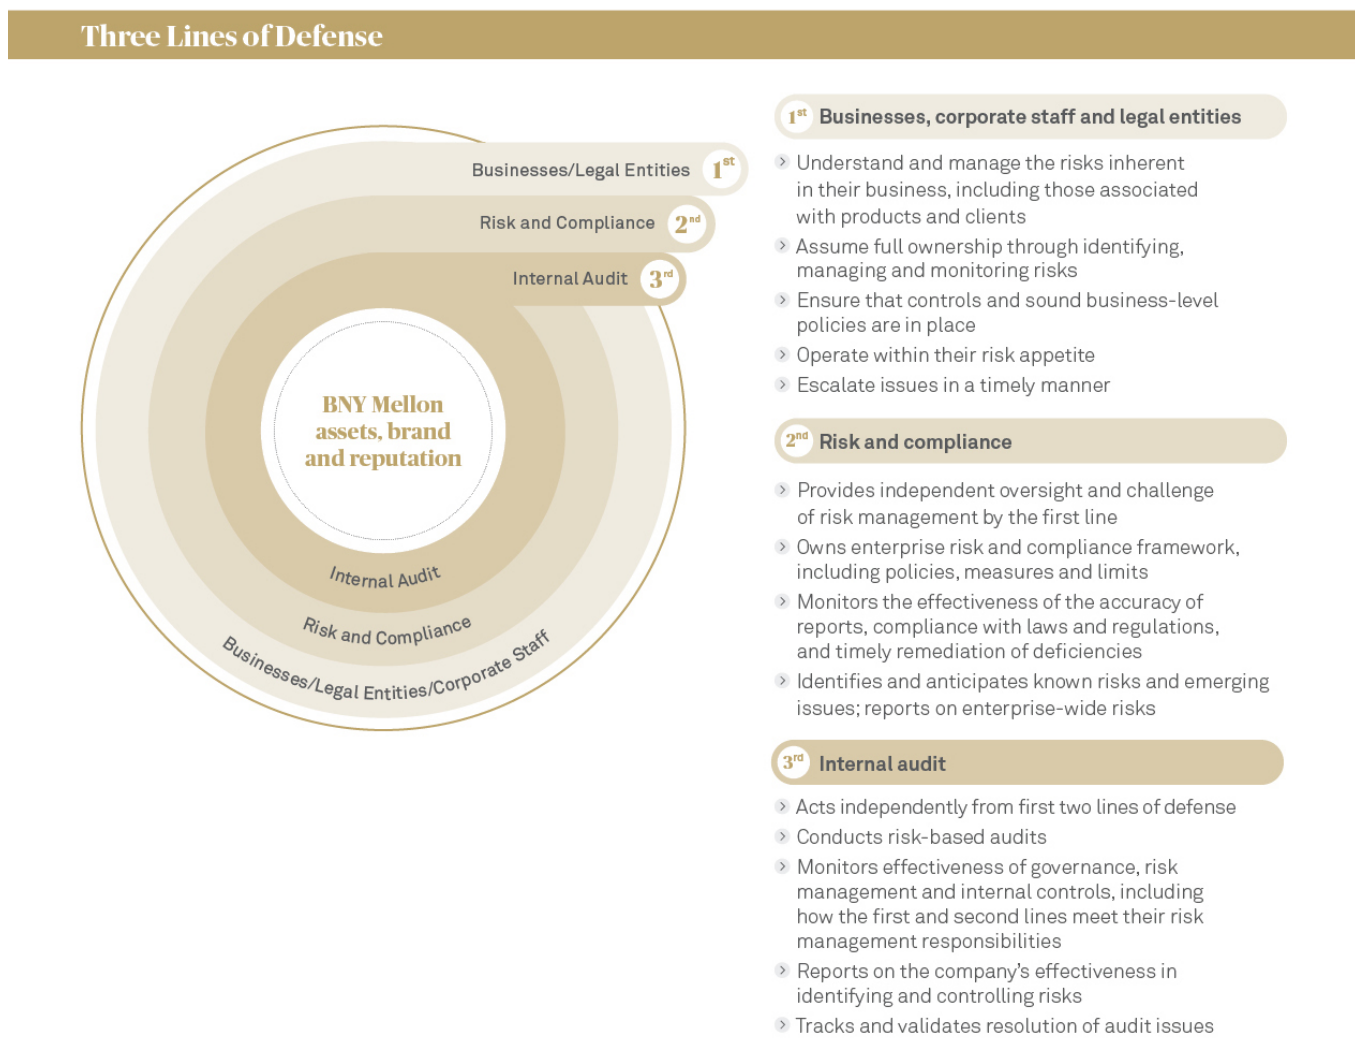 Three Lines of Defense
Businesses/Legal Entities 1st
Risk and Compliance 2nd
Internal Audit 3rd
BNY Mellon
assets, brand
and reputation
Internal Audit
Risk and Compliance
Businesses/Legal Entities/Corporate Staff
1st Businesses, corporate staff and legal entities
Understand and manage the risks inherent
in their business, including those associated
with products and clients
Assume full ownership through identifying,
managing and monitoring risks
Ensure that controls and sound business-level
policies are in place
Operate within their risk appetite
Escalate issues in a timely manner
2nd Risk and compliance
Provides independent oversight and challenge
of risk management by the first line
Owns enterprise risk and compliance framework,
including policies, measures and limits
Monitors the effectiveness of the accuracy of
reports, compliance with laws and regulations,
and timely remediation of deficiencies
Identifies and anticipates known risks and emerging
issues; reports on enterprise-wide risks
3rd Internal audit
Acts independently from first two lines of defense
Conducts risk-based audits
Monitors effectiveness of governance, risk
management and internal controls, including
how the first and second lines meet their risk
management responsibilities
Reports on the company's effectiveness in
identifying and controlling risks
Tracks and validates resolution of audit issues